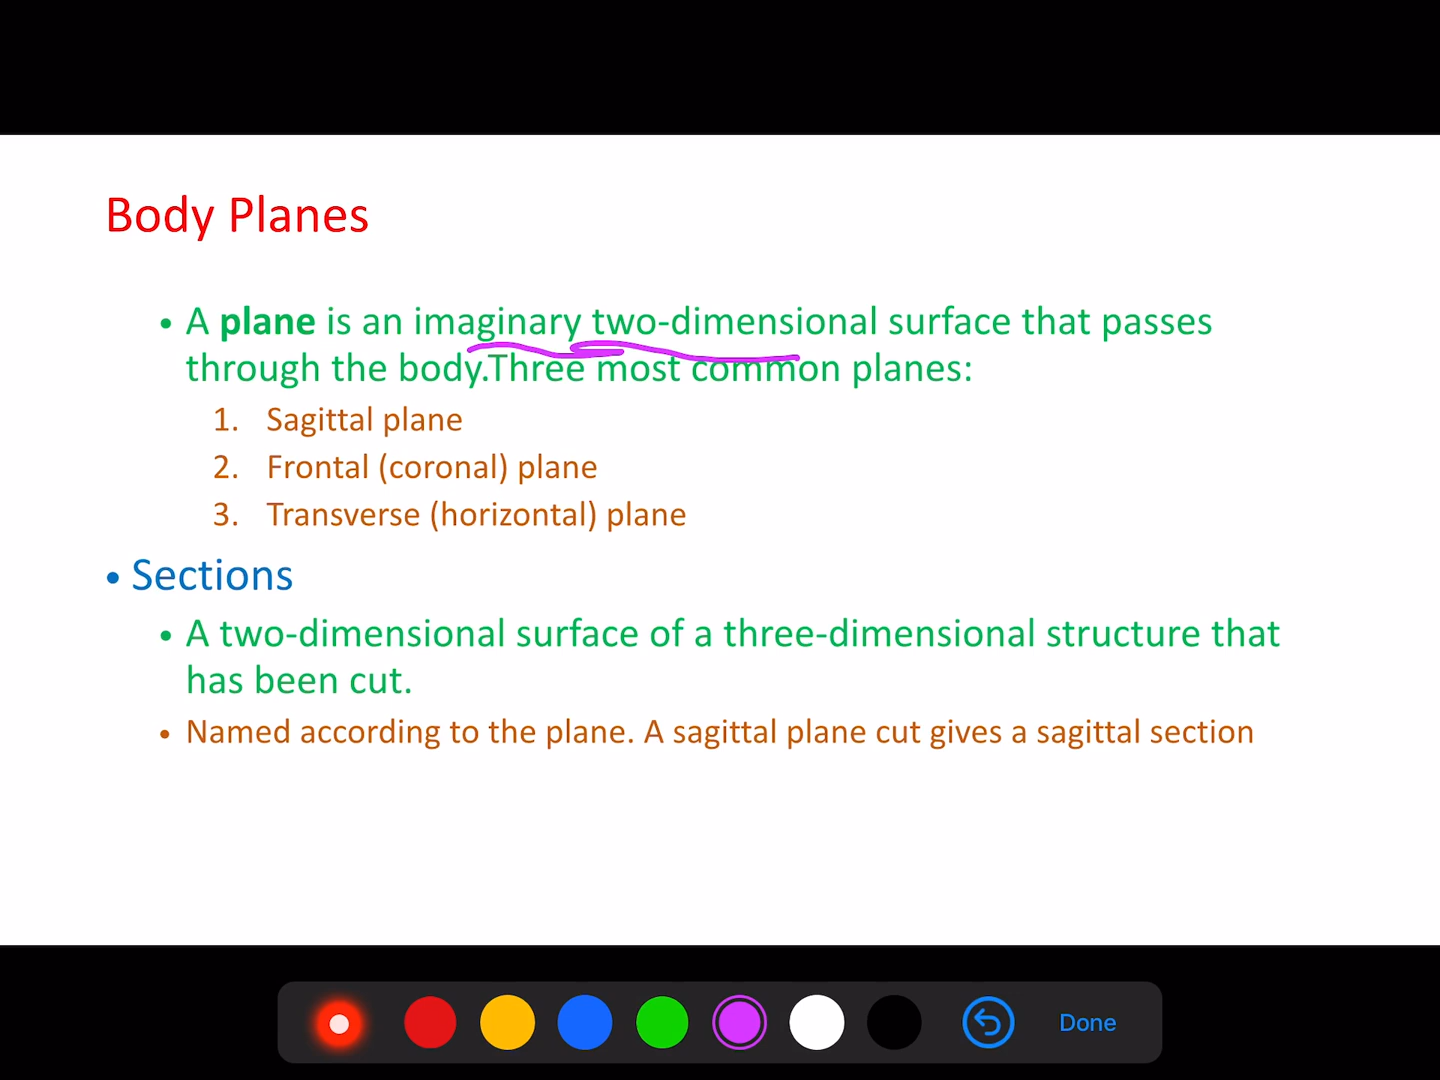 Body Planes
• A plane is an imaginary two-dimensional surface that passes
through the body.Three most common planes:
1. Sagittal plane
2. Frontal (coronal) plane
3. Transverse (horizontal) plane
• Sections
• A two-dimensional surface of a three-dimensional structure that
has been cut.
• Named according to the plane. A sagittal plane cut gives a sagittal section
Done